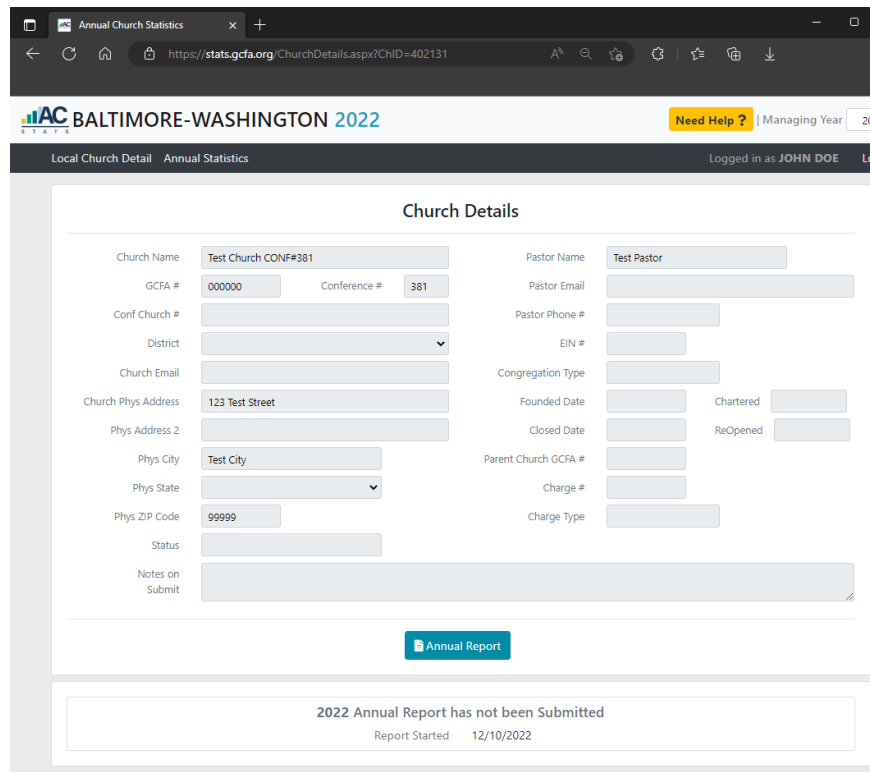 Annual Church Statistics
https://stats.gcfa.org/ChurchDetails.aspx?ChID=402131
AC STATS BALTIMORE-WASHINGTON 2022
Need Help ? | Managing Year
Local Church Detail Annual Statistics Logged in as JOHN DOE
Church Details
Church Name Test Church CONF#381 Pastor Name Test Pastor
GCFA # 000000 Conference # 381 Pastor Email
Conf Church # Pastor Phone #
District EIN #
Church Email Congregation Type
Church Phys Address 123 Test Street Founded Date Chartered
Phys Address 2 Closed Date ReOpened
Phys City Test City Parent Church GCFA #
Phys State Charge #
Phys ZIP Code 99999 Charge Type
Status
Notes on
Submit
Annual Report
2022 Annual Report has not been Submitted
Report Started 12/10/2022